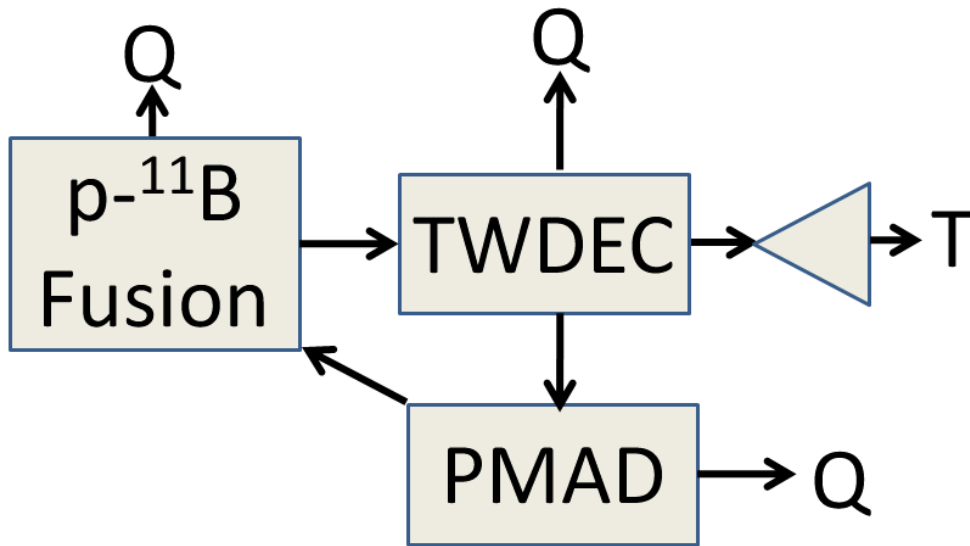 Q
Q
p-¹¹B
Fusion
TWDEC
T
PMAD
Q